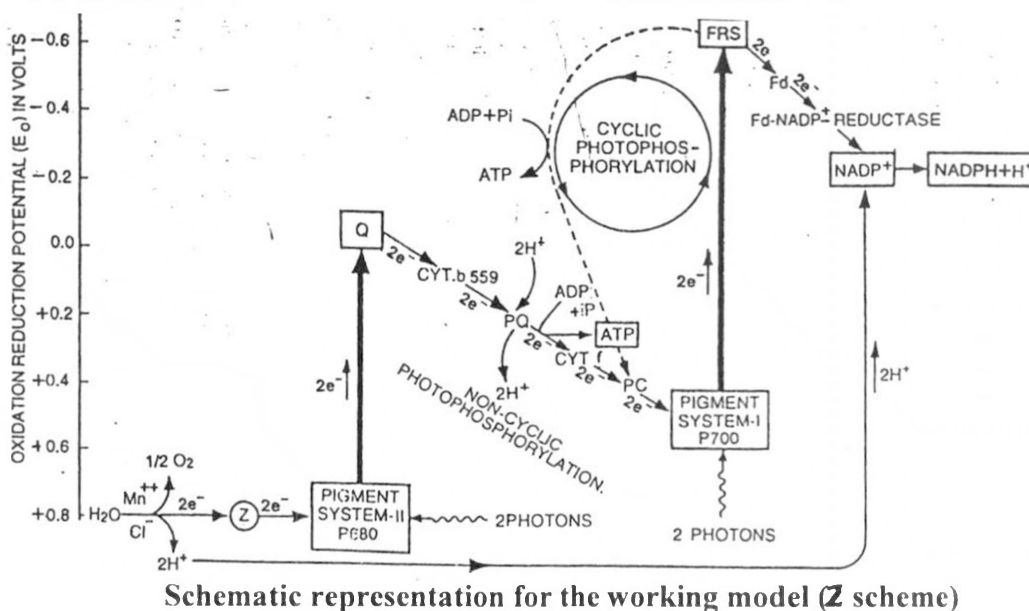 OXIDATION REDUCTION POTENTIAL (E₀) IN VOLTS
−0.6
−0.4
−0.2
0.0
+0.2
+0.4
+0.6
+0.8
FRS
2e⁻
Fd
2e⁻
Fd-NADP⁺ REDUCTASE
NADP⁺
NADPH+H⁺
ADP+Pi
ATP
CYCLIC
PHOTOPHOS-
PHORYLATION
Q
2e⁻
CYT.b 559
2e⁻
2H⁺
PQ
2H⁺
ADP
+iP
ATP
2e⁻
CYT
2e⁻
PC
2e⁻
NON-CYCLIC
PHOTOPHOSPHORYLATION.
2e⁻
2e⁻
PIGMENT
SYSTEM-I
P700
2 PHOTONS
2H⁺
1/2 O₂
H₂O
Mn⁺⁺
Cl⁻
2e⁻
Z
2e⁻
PIGMENT
SYSTEM-II
P680
2PHOTONS
2H⁺
Schematic representation for the working model (Z scheme)